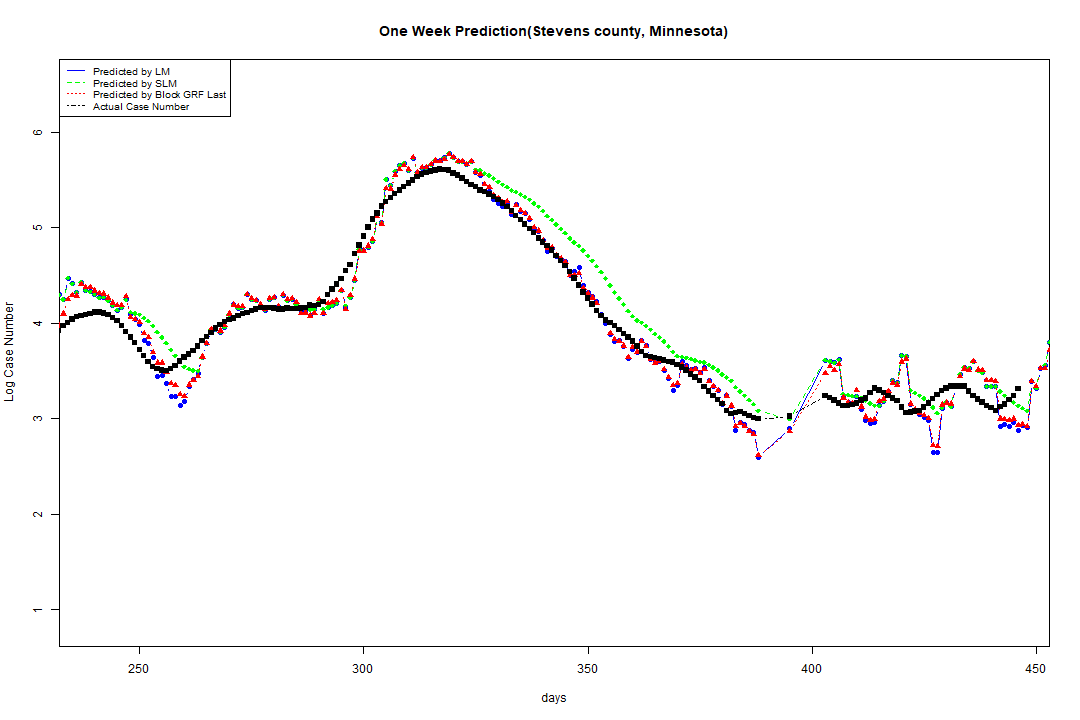 One Week Prediction(Stevens county, Minnesota)
Predicted by LM
Predicted by SLM
Predicted by Block GRF Last
Actual Case Number
Log Case Number
6
5
4
3
2
1
250 300 350 400 450
days